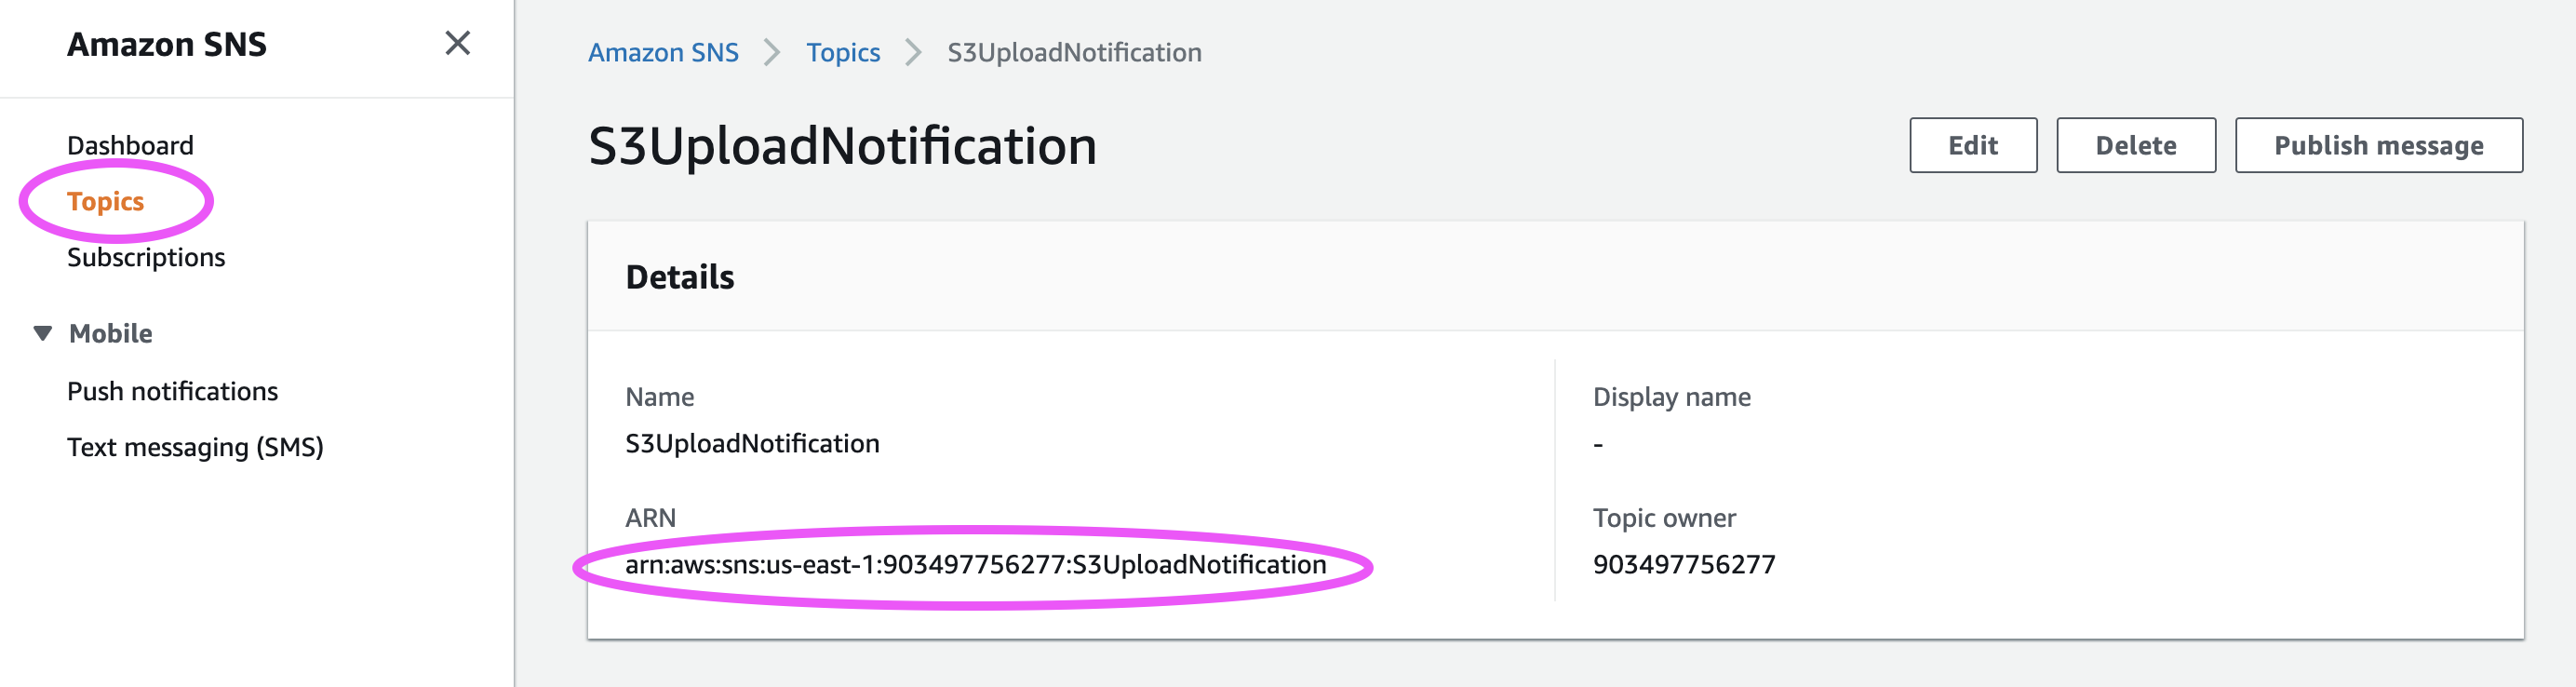 Amazon SNS
Dashboard
Topics
Subscriptions
Mobile
Push notifications
Text messaging (SMS)
Amazon SNS
Topics
S3UploadNotification
S3UploadNotification
Edit
Delete
Publish message
Details
Name
S3UploadNotification
ARN
arn:aws:sns:us-east-1:903497756277:S3UploadNotification
Display name
-
Topic owner
903497756277